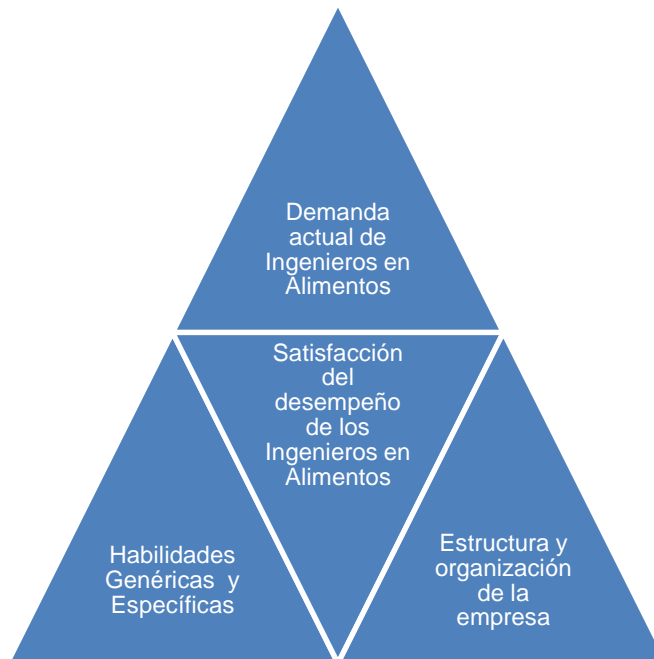 Demanda
actual de
Ingenieros en
Alimentos
Satisfacción
del
desempeño
de los
Ingenieros en
Alimentos
Habilidades
Genéricas y
Específicas
Estructura y
organización
de la
empresa